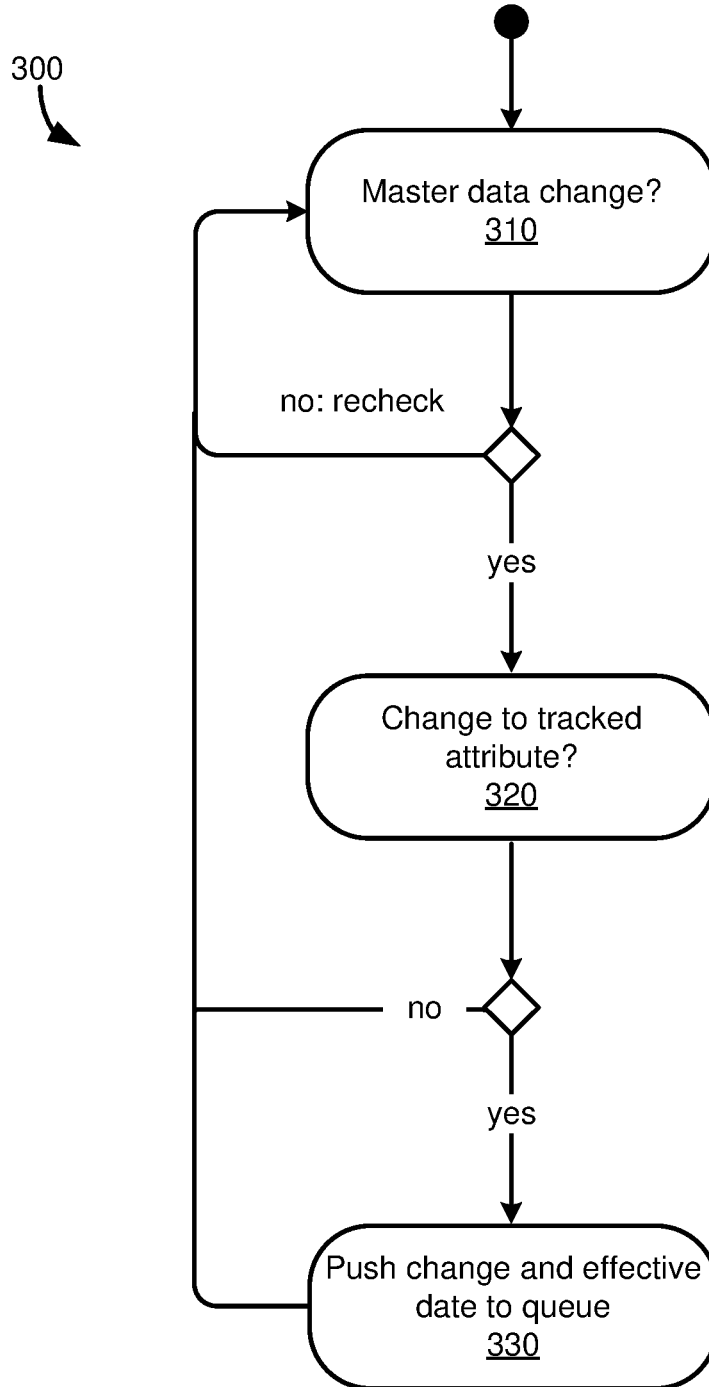 300
Master data change?
310
no: recheck
yes
Change to tracked
attribute?
320
no
yes
Push change and effective
date to queue
330